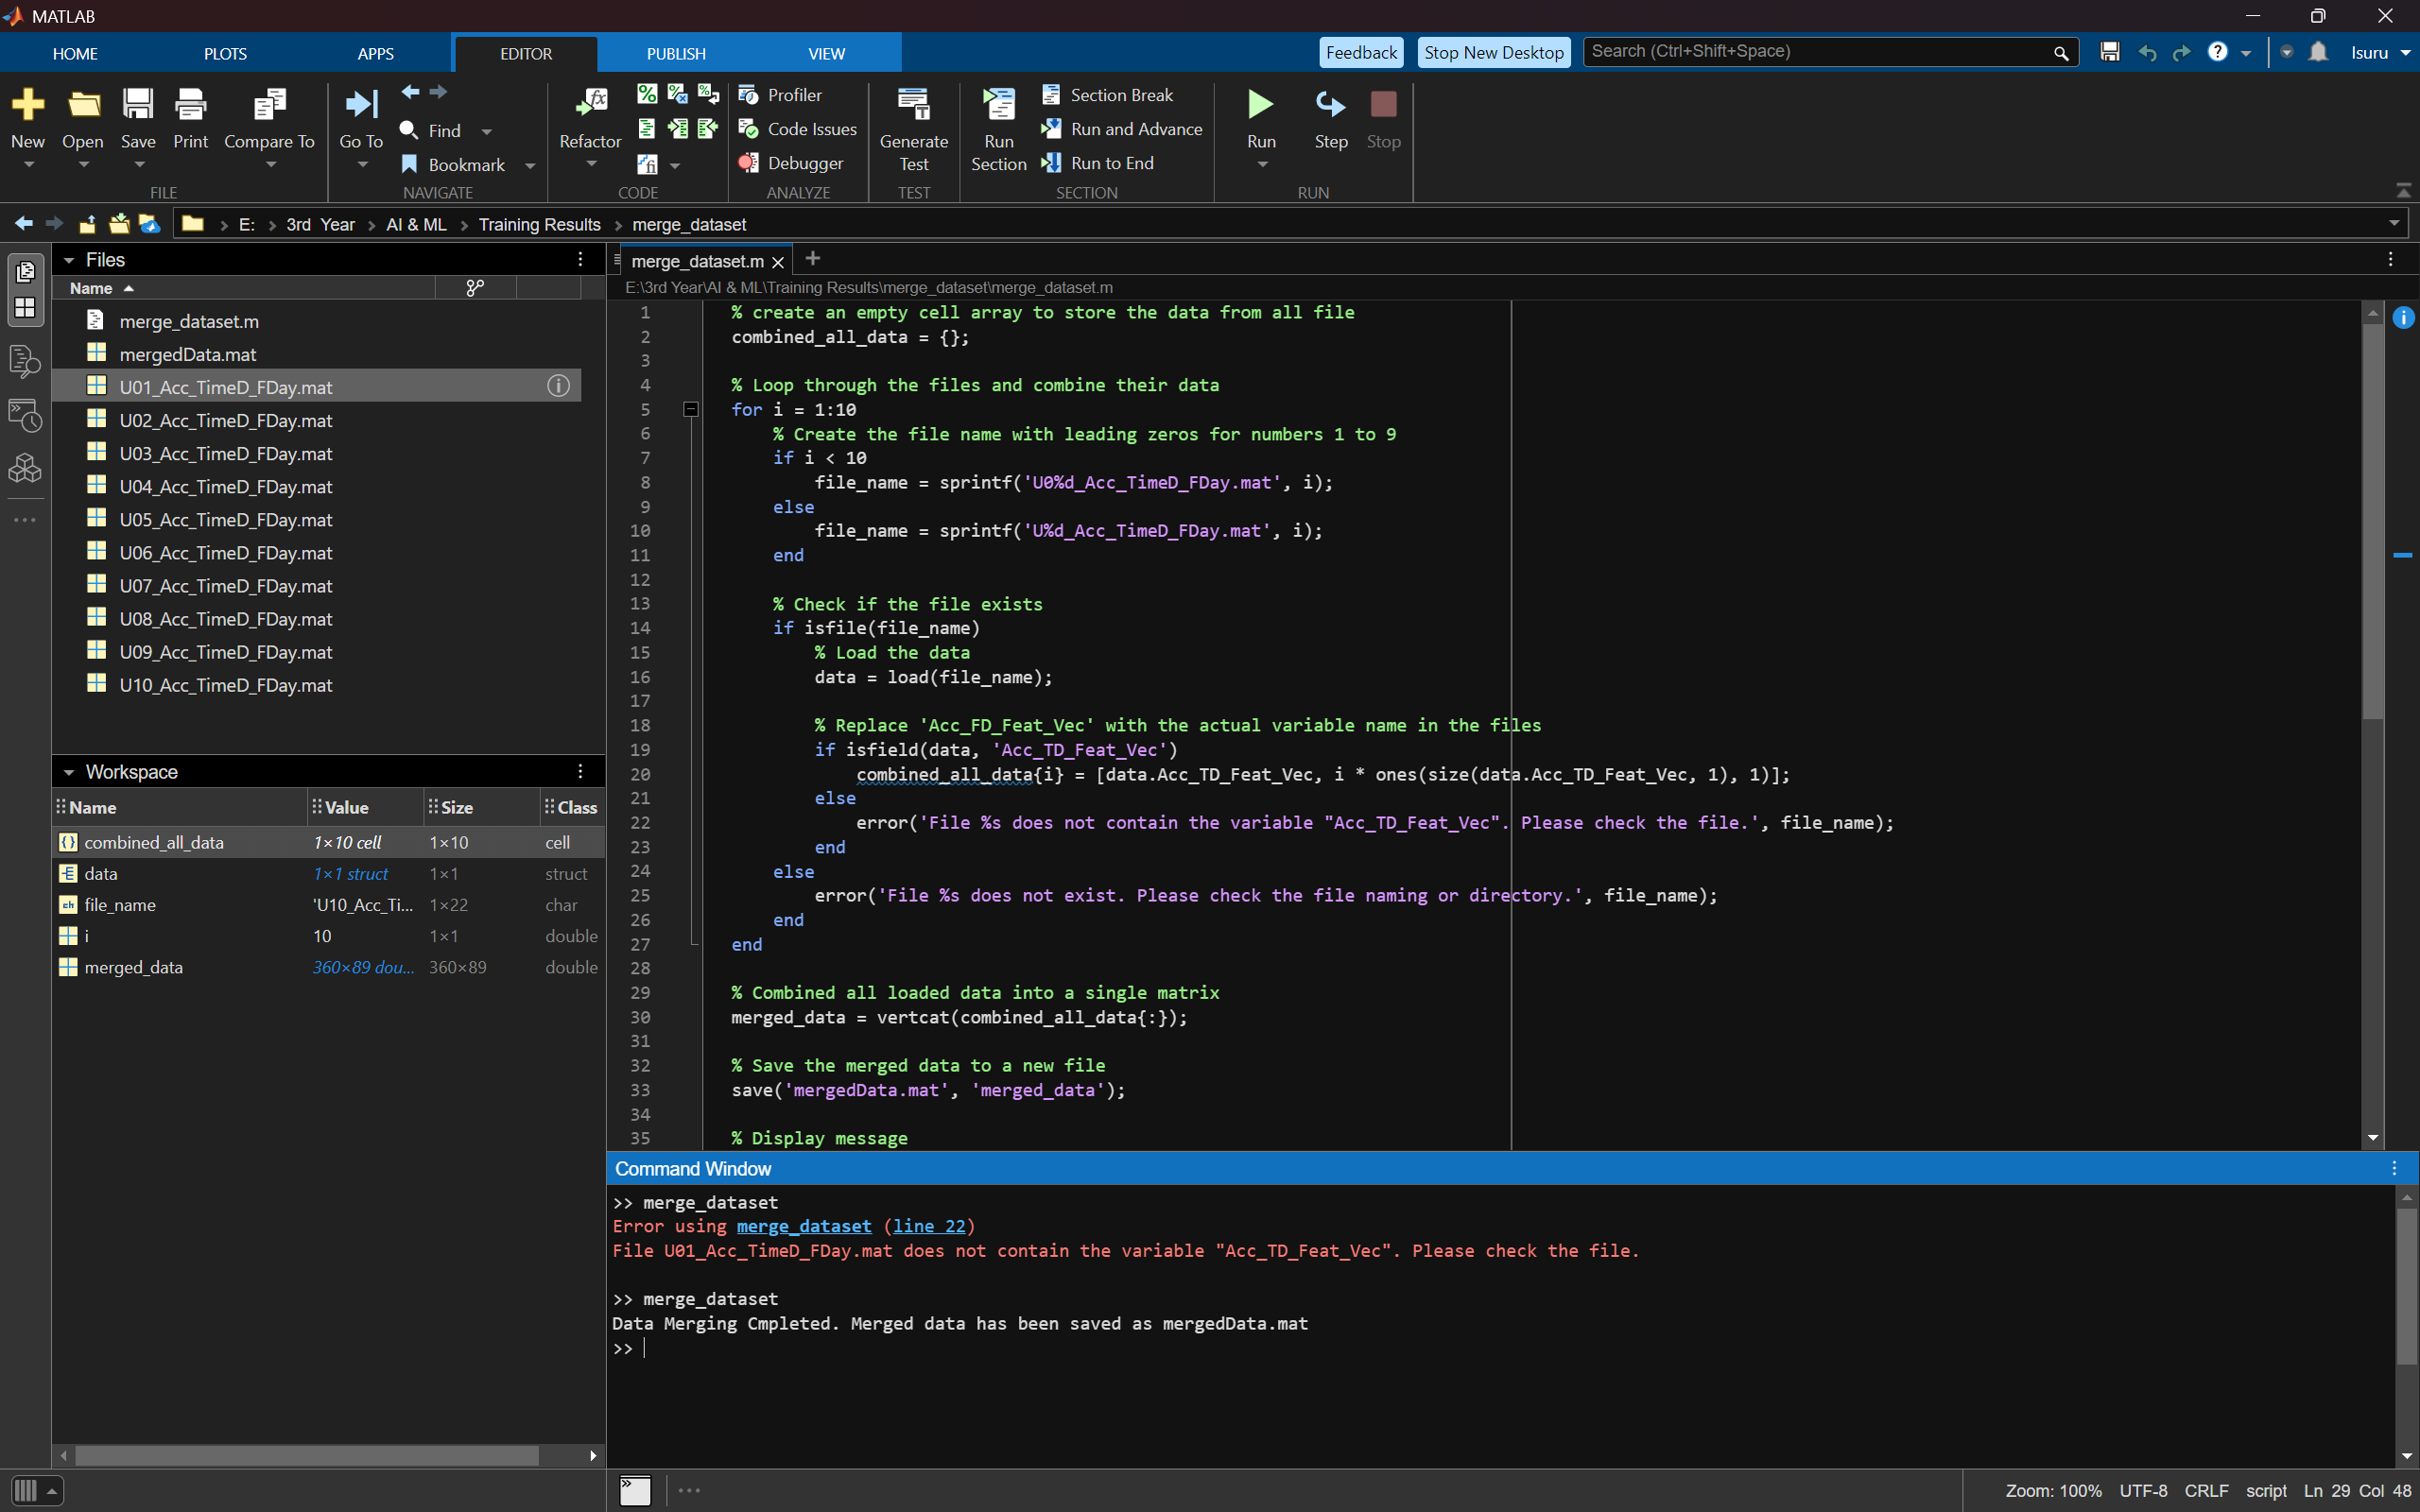 MATLAB
HOME PLOTS APPS EDITOR PUBLISH VIEW Feedback Stop New Desktop Search (Ctrl+Shift+Space) Isuru
New Open Save Print Compare To Go To Find Bookmark Refactor Profiler Code Issues Debugger Generate Test Run Section Section Break Run and Advance Run to End Run Step Stop
FILE NAVIGATE CODE ANALYZE TEST SECTION RUN
E: › 3rd Year › AI & ML › Training Results › merge_dataset
Files
Name
merge_dataset.m
mergedData.mat
U01_Acc_TimeD_FDay.mat
U02_Acc_TimeD_FDay.mat
U03_Acc_TimeD_FDay.mat
U04_Acc_TimeD_FDay.mat
U05_Acc_TimeD_FDay.mat
U06_Acc_TimeD_FDay.mat
U07_Acc_TimeD_FDay.mat
U08_Acc_TimeD_FDay.mat
U09_Acc_TimeD_FDay.mat
U10_Acc_TimeD_FDay.mat
Workspace
Name Value Size Class
combined_all_data 1×10 cell 1×10 cell
data 1×1 struct 1×1 struct
file_name 'U10_Acc_Ti... 1×22 char
i 10 1×1 double
merged_data 360×89 dou... 360×89 double
merge_dataset.m
E:\3rd Year\AI & ML\Training Results\merge_dataset\merge_dataset.m
1 % create an empty cell array to store the data from all file
2 combined_all_data = {};
3
4 % Loop through the files and combine their data
5 for i = 1:10
6 % Create the file name with leading zeros for numbers 1 to 9
7 if i < 10
8 file_name = sprintf('U0%d_Acc_TimeD_FDay.mat', i);
9 else
10 file_name = sprintf('U%d_Acc_TimeD_FDay.mat', i);
11 end
12
13 % Check if the file exists
14 if isfile(file_name)
15 % Load the data
16 data = load(file_name);
17
18 % Replace 'Acc_FD_Feat_Vec' with the actual variable name in the files
19 if isfield(data, 'Acc_TD_Feat_Vec')
20 combined_all_data{i} = [data.Acc_TD_Feat_Vec, i * ones(size(data.Acc_TD_Feat_Vec, 1), 1)];
21 else
22 error('File %s does not contain the variable "Acc_TD_Feat_Vec". Please check the file.', file_name);
23 end
24 else
25 error('File %s does not exist. Please check the file naming or directory.', file_name);
26 end
27 end
28
29 % Combined all loaded data into a single matrix
30 merged_data = vertcat(combined_all_data{:});
31
32 % Save the merged data to a new file
33 save('mergedData.mat', 'merged_data');
34
35 % Display message
Command Window
>> merge_dataset
Error using merge_dataset (line 22)
File U01_Acc_TimeD_FDay.mat does not contain the variable "Acc_TD_Feat_Vec". Please check the file.
>> merge_dataset
Data Merging Cmpleted. Merged data has been saved as mergedData.mat
>>
Zoom: 100% UTF-8 CRLF script Ln 29 Col 48